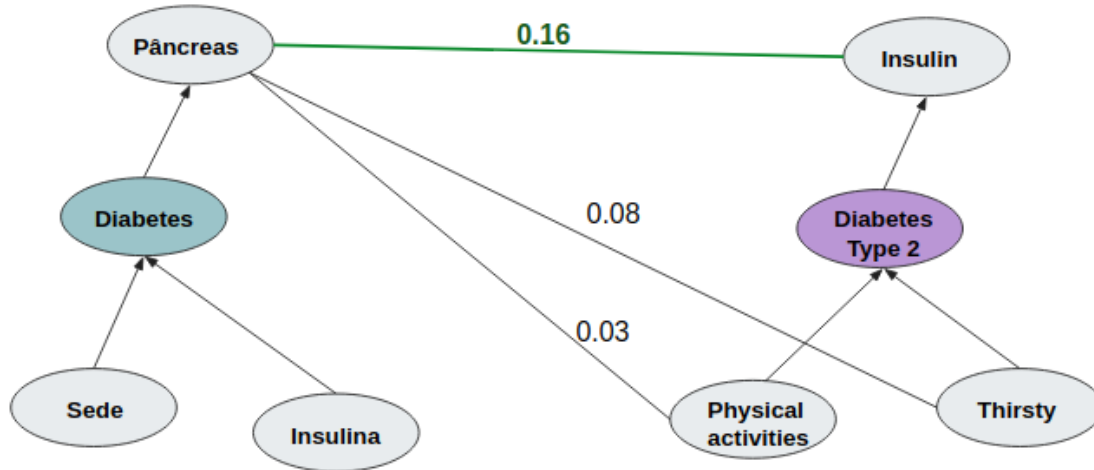 Pâncreas
0.16
Insulin
Diabetes
0.08
Diabetes
Type 2
0.03
Sede
Insulina
Physical
activities
Thirsty